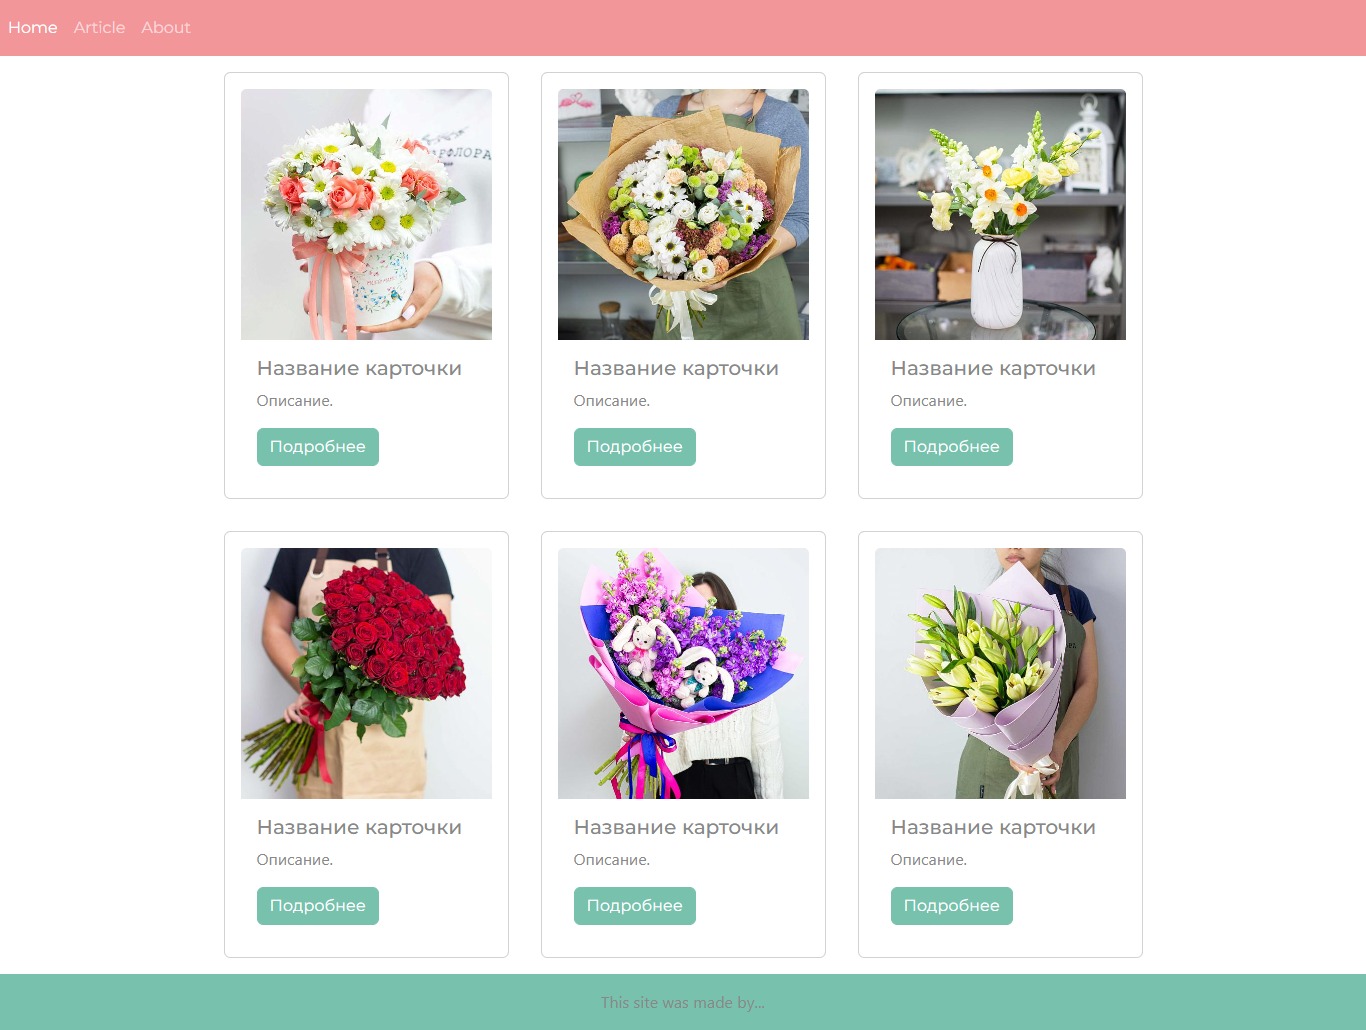 Home Article About
Название карточки
Описание.
Подробнее
Название карточки
Описание.
Подробнее
Название карточки
Описание.
Подробнее
Название карточки
Описание.
Подробнее
Название карточки
Описание.
Подробнее
Название карточки
Описание.
Подробнее
This site was made by...